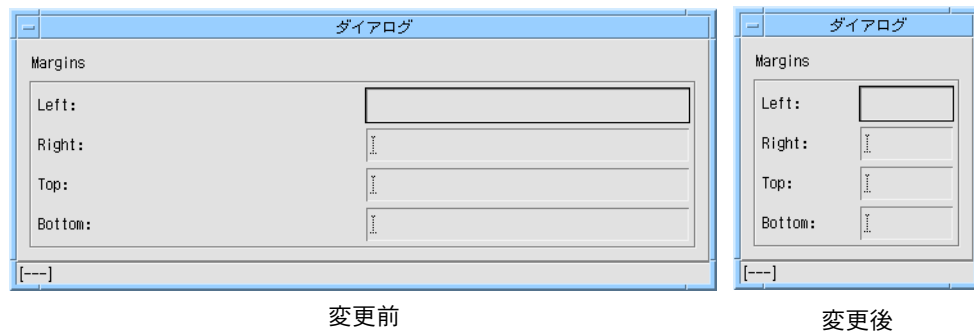 ダイアログ
Margins
Left:
Right:
Top:
Bottom:
[---]
変更前
ダイアログ
Margins
Left:
Right:
Top:
Bottom:
[---]
変更後